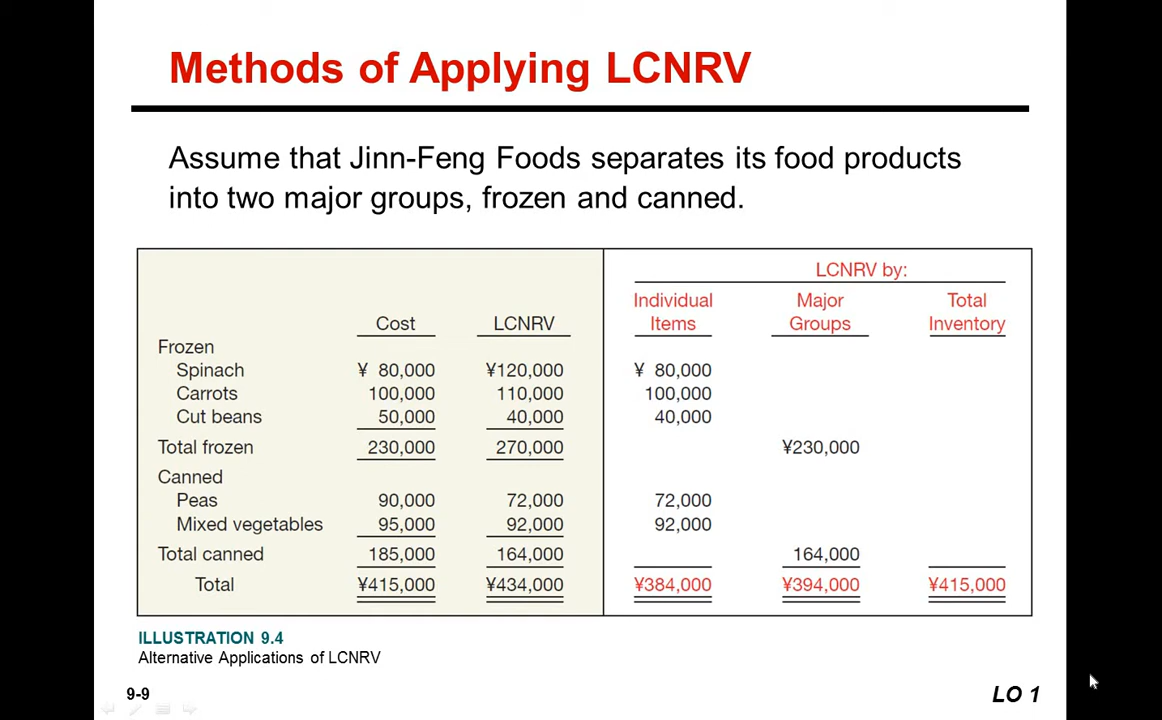 Methods of Applying LCNRV
Assume that Jinn-Feng Foods separates its food products
into two major groups, frozen and canned.
LCNRV by:
Individual Major Total
Cost LCNRV Items Groups Inventory
Frozen
Spinach ¥ 80,000 ¥120,000 ¥ 80,000
Carrots 100,000 110,000 100,000
Cut beans 50,000 40,000 40,000
Total frozen 230,000 270,000 ¥230,000
Canned
Peas 90,000 72,000 72,000
Mixed vegetables 95,000 92,000 92,000
Total canned 185,000 164,000 164,000
Total ¥415,000 ¥434,000 ¥384,000 ¥394,000 ¥415,000
ILLUSTRATION 9.4
Alternative Applications of LCNRV
9-9 LO 1